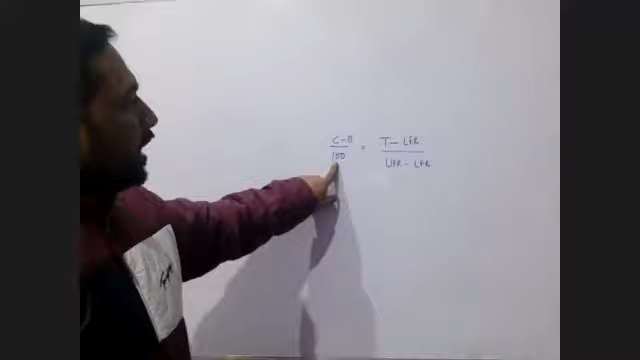 C-0/100 = T- LFR/UFR - LFR